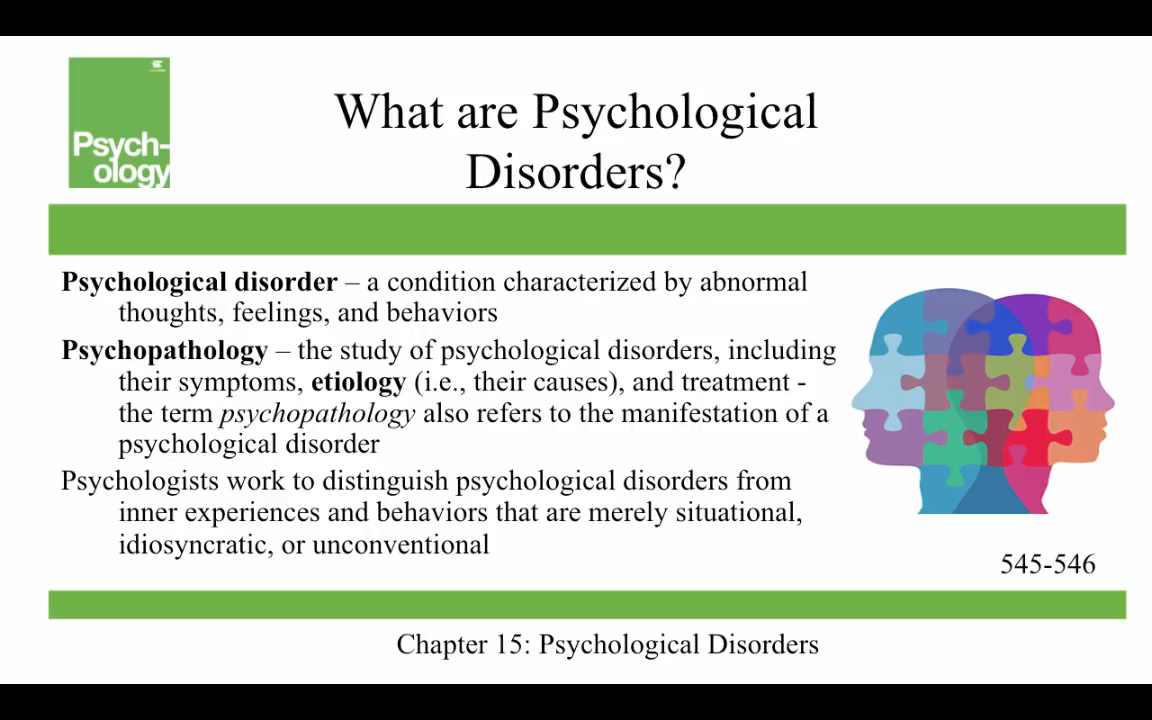 Psych-
ology
What are Psychological
Disorders?
Psychological disorder – a condition characterized by abnormal
thoughts, feelings, and behaviors
Psychopathology – the study of psychological disorders, including
their symptoms, etiology (i.e., their causes), and treatment -
the term psychopathology also refers to the manifestation of a
psychological disorder
Psychologists work to distinguish psychological disorders from
inner experiences and behaviors that are merely situational,
idiosyncratic, or unconventional
545-546
Chapter 15: Psychological Disorders